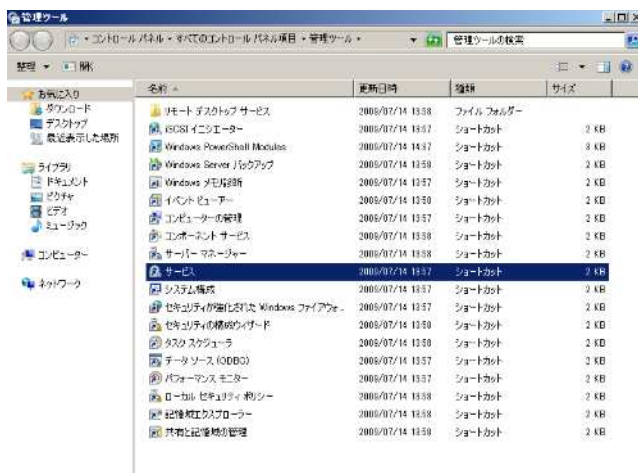 管理ツール
コントロール パネル ▸ すべてのコントロール パネル項目 ▸ 管理ツール ▸
管理ツールの検索
整理 ▼ 開く
お気に入り
ダウンロード
デスクトップ
最近表示した場所
ライブラリ
ドキュメント
ピクチャ
ビデオ
ミュージック
コンピューター
ネットワーク
名前 更新日時 種類 サイズ
リモート デスクトップ サービス 2009/07/14 13:58 ファイル フォルダー
iSCSI イニシエーター 2009/07/14 13:57 ショートカット 2 KB
Windows PowerShell Modules 2009/07/14 14:37 ショートカット 3 KB
Windows Server バックアップ 2009/07/14 13:58 ショートカット 2 KB
Windows メモリ診断 2009/07/14 13:57 ショートカット 2 KB
イベント ビューアー 2009/07/14 13:58 ショートカット 2 KB
コンピューターの管理 2009/07/14 13:57 ショートカット 2 KB
コンポーネント サービス 2009/07/14 13:58 ショートカット 2 KB
サーバー マネージャー 2009/07/14 13:58 ショートカット 2 KB
サービス 2009/07/14 13:57 ショートカット 2 KB
システム構成 2009/07/14 13:57 ショートカット 2 KB
セキュリティが強化された Windows ファイアウォ... 2009/07/14 13:57 ショートカット 2 KB
セキュリティの構成ウィザード 2009/07/14 13:58 ショートカット 2 KB
タスク スケジューラ 2009/07/14 13:58 ショートカット 2 KB
データ ソース (ODBC) 2009/07/14 13:57 ショートカット 2 KB
パフォーマンス モニター 2009/07/14 13:57 ショートカット 2 KB
ローカル セキュリティ ポリシー 2009/07/14 13:58 ショートカット 2 KB
記憶域エクスプローラー 2009/07/14 13:58 ショートカット 2 KB
共有と記憶域の管理 2009/07/14 13:58 ショートカット 2 KB